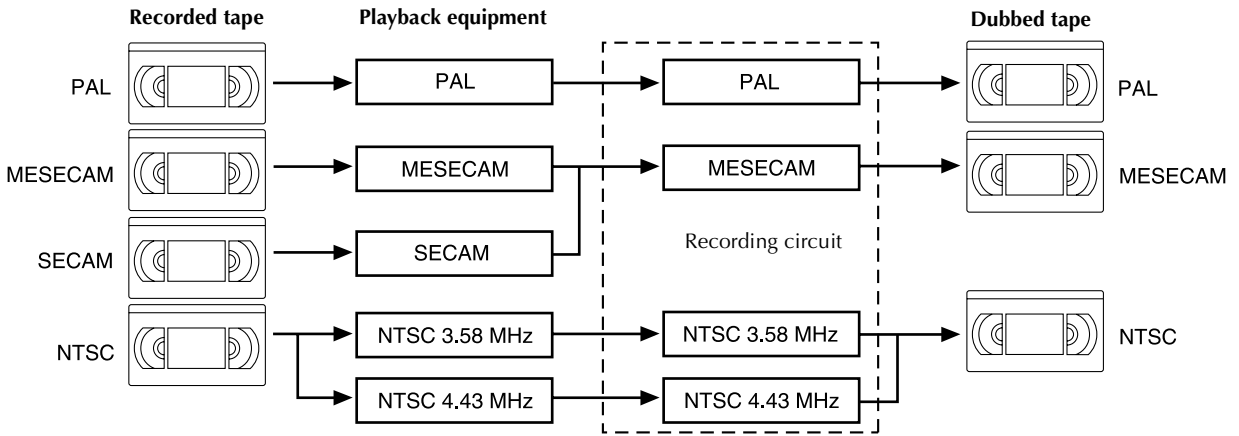 Recorded tape
Playback equipment
Dubbed tape
PAL
PAL
PAL
PAL
MESECAM
MESECAM
MESECAM
MESECAM
SECAM
SECAM
Recording circuit
NTSC
NTSC 3.58 MHz
NTSC 3.58 MHz
NTSC
NTSC 4.43 MHz
NTSC 4.43 MHz